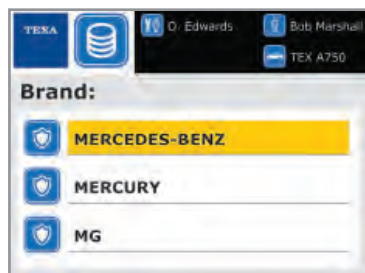 TEXA
O. Edwards
Bob Marshall
TEX A750
Brand:
MERCEDES-BENZ
MERCURY
MG